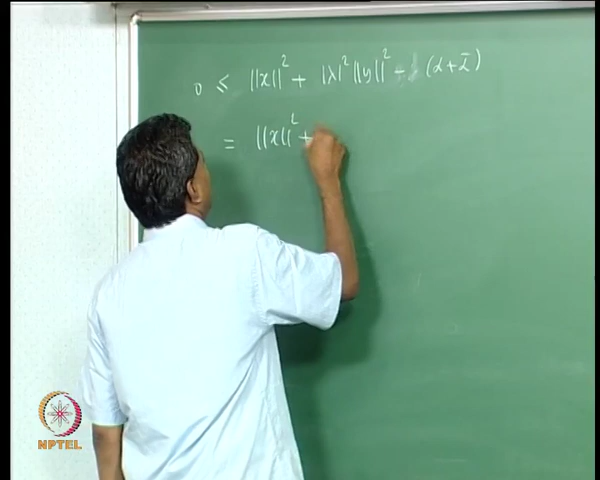 0 ≤ ||x||² + |λ|² ||y||² - (α + ᾱ)
= ||x||² +
NPTEL